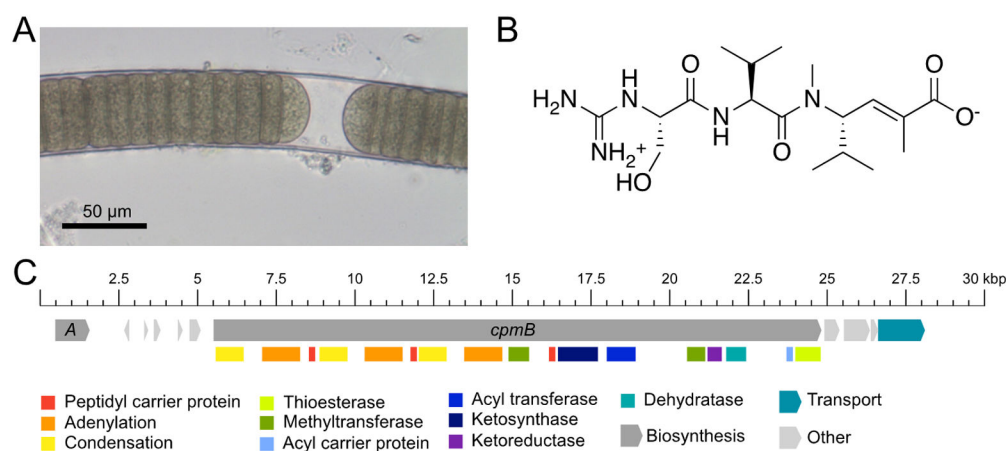 A
50 µm
B
H₂N
H
N
NH₂⁺
HO
O
N
H
O
N
O
O⁻
C
2.5 5 7.5 10 12.5 15 17.5 20 22.5 25 27.5 30 kbp
A
cpmB
Peptidyl carrier protein
Adenylation
Condensation
Thioesterase
Methyltransferase
Acyl carrier protein
Acyl transferase
Ketosynthase
Ketoreductase
Dehydratase
Biosynthesis
Transport
Other